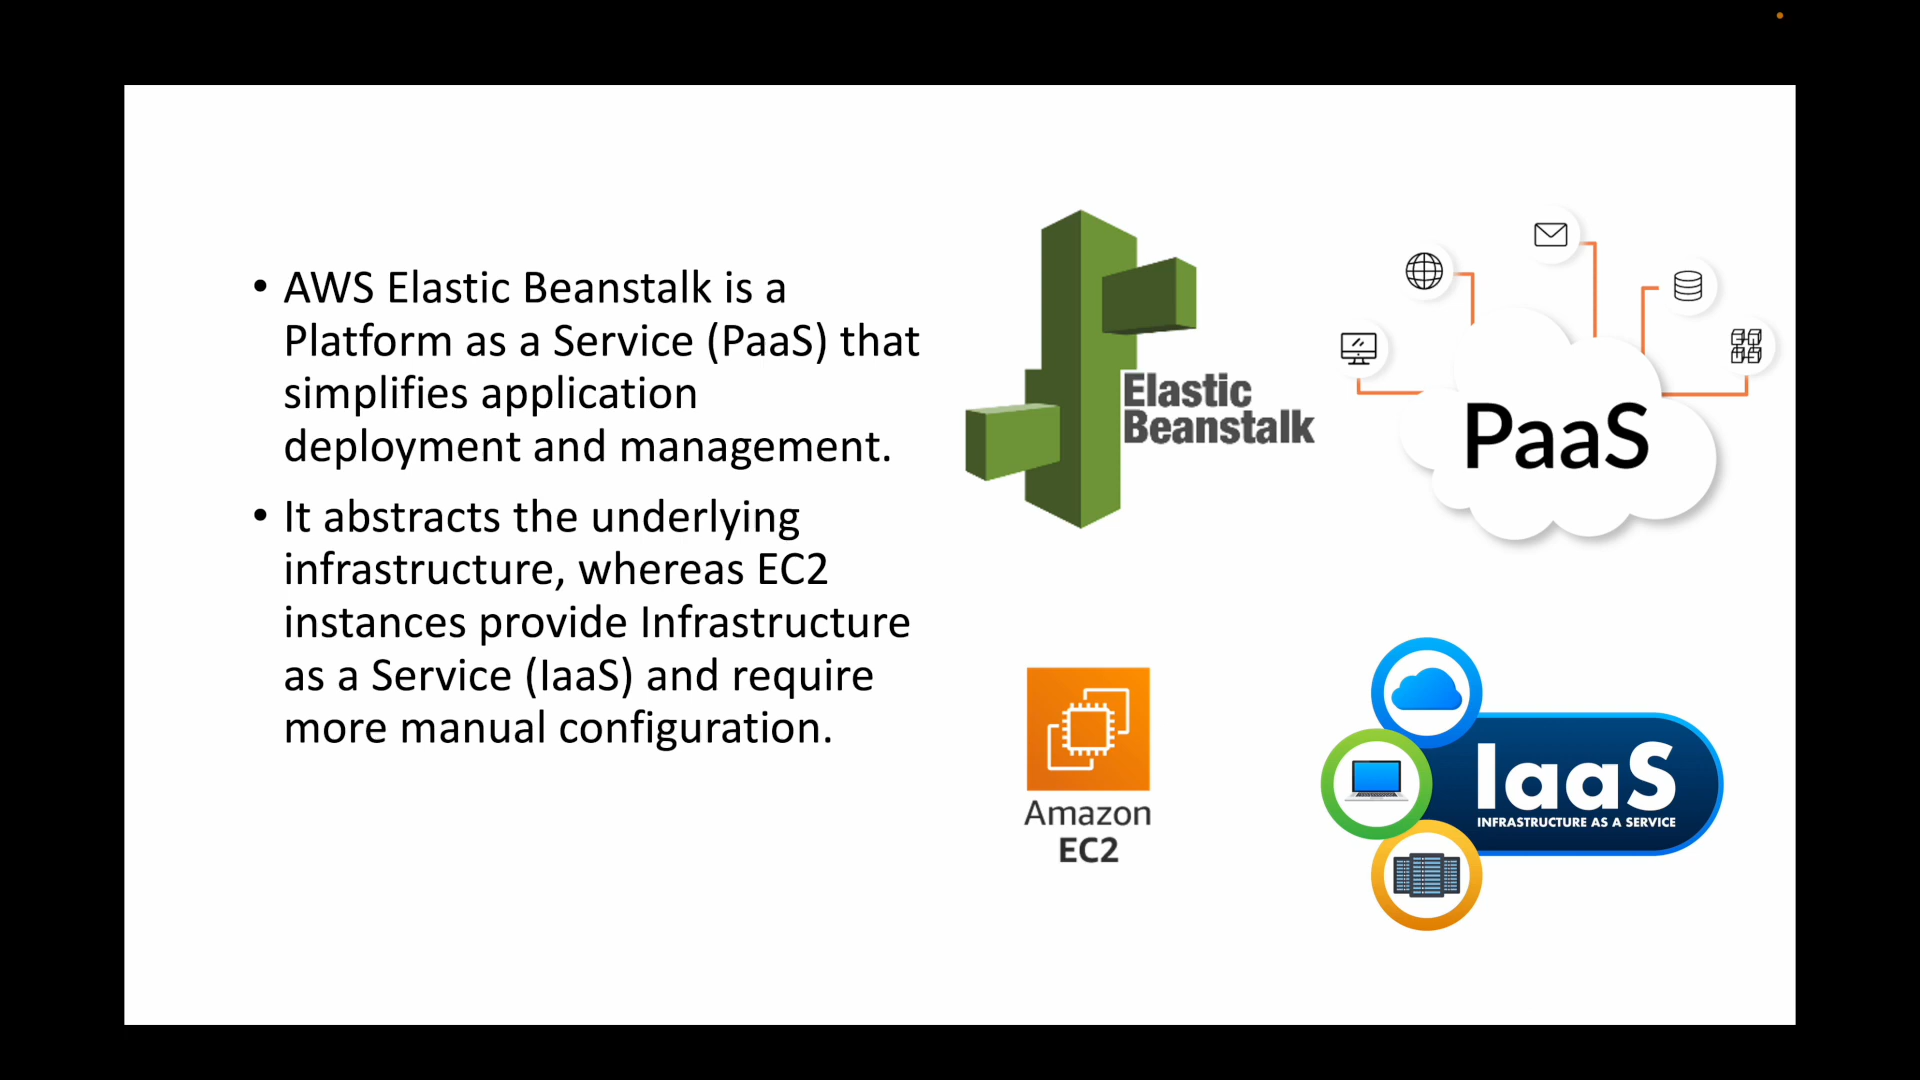 • AWS Elastic Beanstalk is a
Platform as a Service (PaaS) that
simplifies application
deployment and management.
• It abstracts the underlying
infrastructure, whereas EC2
instances provide Infrastructure
as a Service (IaaS) and require
more manual configuration.
Elastic
Beanstalk
PaaS
Amazon
EC2
IaaS
INFRASTRUCTURE AS A SERVICE